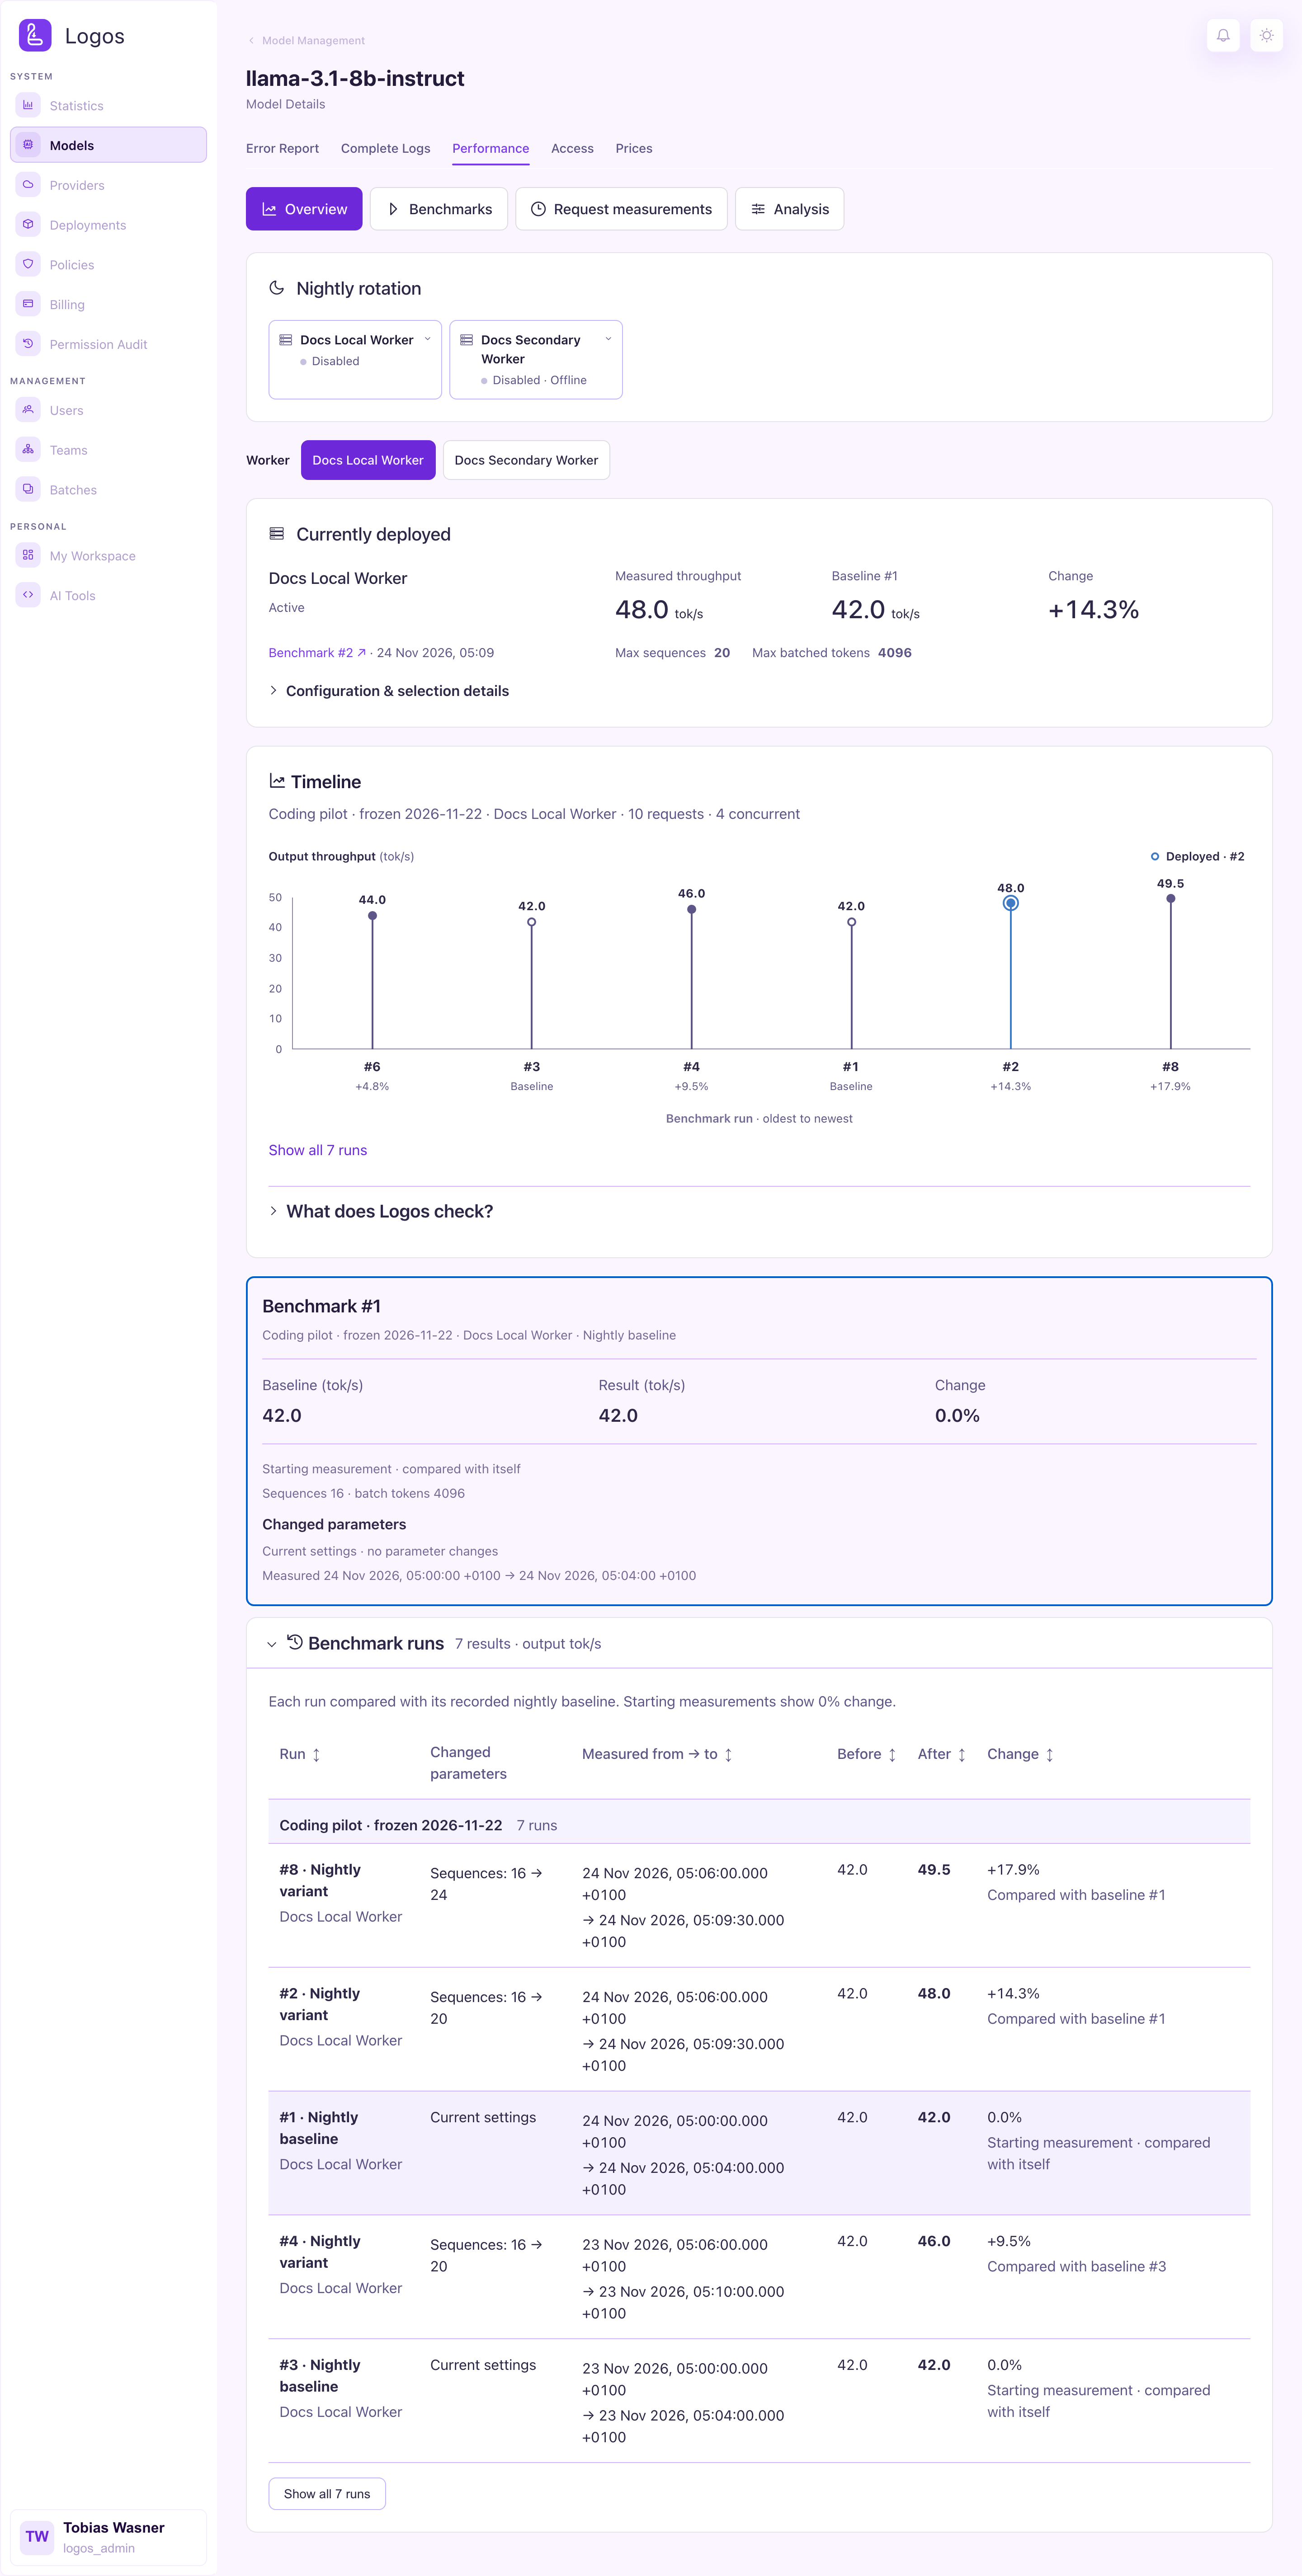 Logos
SYSTEM
Statistics
Models
Providers
Deployments
Policies
Billing
Permission Audit
MANAGEMENT
Users
Teams
Batches
PERSONAL
My Workspace
AI Tools
TW
Tobias Wasner
logos_admin
Model Management
llama-3.1-8b-instruct
Model Details
Error Report Complete Logs Performance Access Prices
Overview Benchmarks Request measurements Analysis
Nightly rotation
Docs Local Worker
Disabled
Docs Secondary
Worker
Disabled · Offline
Worker Docs Local Worker Docs Secondary Worker
Currently deployed
Docs Local Worker
Active
Measured throughput Baseline #1 Change
48.0 tok/s 42.0 tok/s +14.3%
Benchmark #2 ↗ · 24 Nov 2026, 05:09 Max sequences 20 Max batched tokens 4096
Configuration & selection details
Timeline
Coding pilot · frozen 2026-11-22 · Docs Local Worker · 10 requests · 4 concurrent
Output throughput (tok/s) Deployed · #2
44.0 42.0 46.0 42.0 48.0 49.5
50
40
30
20
10
0
#6 #3 #4 #1 #2 #8
+4.8% Baseline +9.5% Baseline +14.3% +17.9%
Benchmark run · oldest to newest
Show all 7 runs
What does Logos check?
Benchmark #1
Coding pilot · frozen 2026-11-22 · Docs Local Worker · Nightly baseline
Baseline (tok/s) Result (tok/s) Change
42.0 42.0 0.0%
Starting measurement · compared with itself
Sequences 16 · batch tokens 4096
Changed parameters
Current settings · no parameter changes
Measured 24 Nov 2026, 05:00:00 +0100 → 24 Nov 2026, 05:04:00 +0100
Benchmark runs 7 results · output tok/s
Each run compared with its recorded nightly baseline. Starting measurements show 0% change.
Run ↕ Changed parameters Measured from → to ↕ Before ↕ After ↕ Change ↕
Coding pilot · frozen 2026-11-22 7 runs
#8 · Nightly
variant
Docs Local Worker
Sequences: 16 →
24
24 Nov 2026, 05:06:00.000
+0100
→ 24 Nov 2026, 05:09:30.000
+0100
42.0 49.5 +17.9%
Compared with baseline #1
#2 · Nightly
variant
Docs Local Worker
Sequences: 16 →
20
24 Nov 2026, 05:06:00.000
+0100
→ 24 Nov 2026, 05:09:30.000
+0100
42.0 48.0 +14.3%
Compared with baseline #1
#1 · Nightly
baseline
Docs Local Worker
Current settings
24 Nov 2026, 05:00:00.000
+0100
→ 24 Nov 2026, 05:04:00.000
+0100
42.0 42.0 0.0%
Starting measurement · compared
with itself
#4 · Nightly
variant
Docs Local Worker
Sequences: 16 →
20
23 Nov 2026, 05:06:00.000
+0100
→ 23 Nov 2026, 05:10:00.000
+0100
42.0 46.0 +9.5%
Compared with baseline #3
#3 · Nightly
baseline
Docs Local Worker
Current settings
23 Nov 2026, 05:00:00.000
+0100
→ 23 Nov 2026, 05:04:00.000
+0100
42.0 42.0 0.0%
Starting measurement · compared
with itself
Show all 7 runs